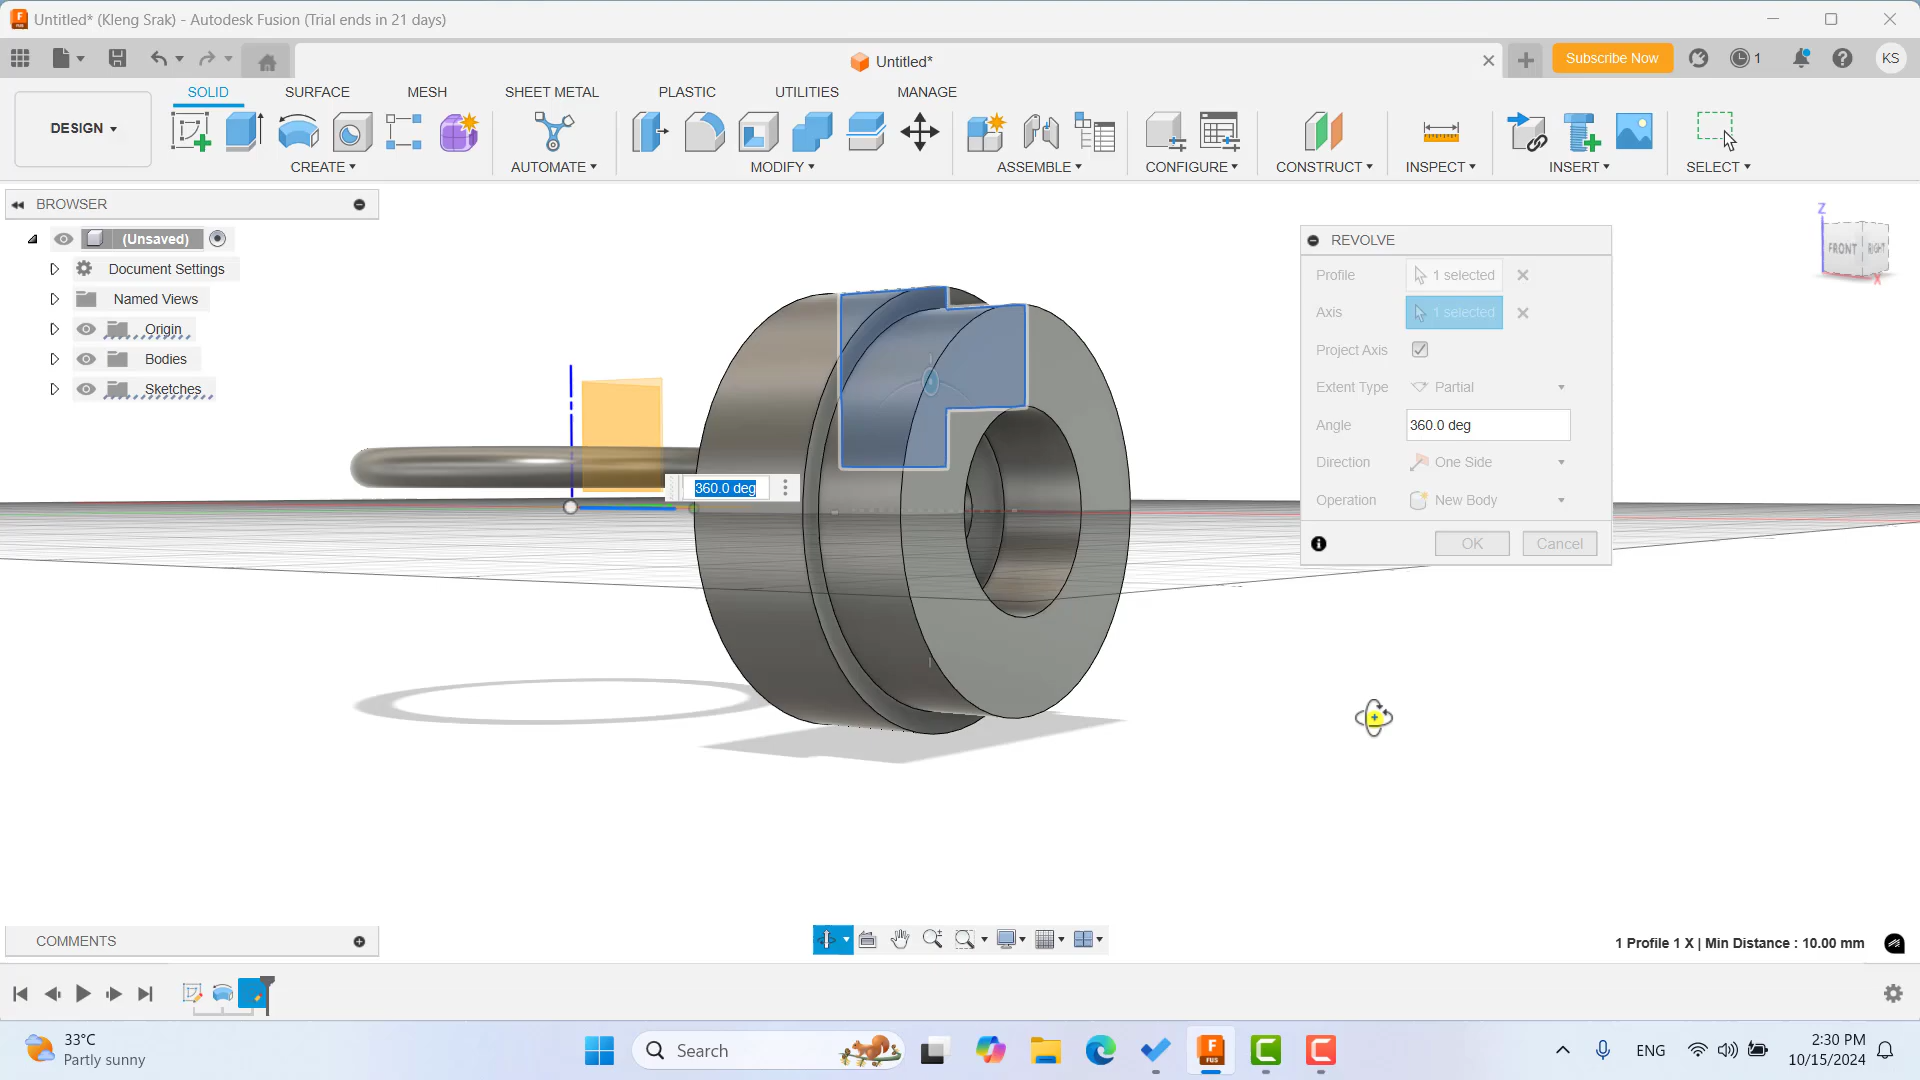 Untitled* (Kleng Srak) - Autodesk Fusion (Trial ends in 21 days)
Untitled*
Subscribe Now
1
KS
DESIGN
SOLID
SURFACE
MESH
SHEET METAL
PLASTIC
UTILITIES
MANAGE
CREATE
AUTOMATE
MODIFY
ASSEMBLE
CONFIGURE
CONSTRUCT
INSPECT
INSERT
SELECT
BROWSER
(Unsaved)
Document Settings
Named Views
Origin
Bodies
Sketches
360.0 deg
REVOLVE
Profile
1 selected
Axis
1 selected
Project Axis
Extent Type
Partial
Angle
360.0 deg
Direction
One Side
Operation
New Body
OK
Cancel
Z
FRONT
RIGHT
X
COMMENTS
1 Profile 1 X | Min Distance : 10.00 mm
33°C
Partly sunny
Search
F
FUS
ENG
2:30 PM
10/15/2024